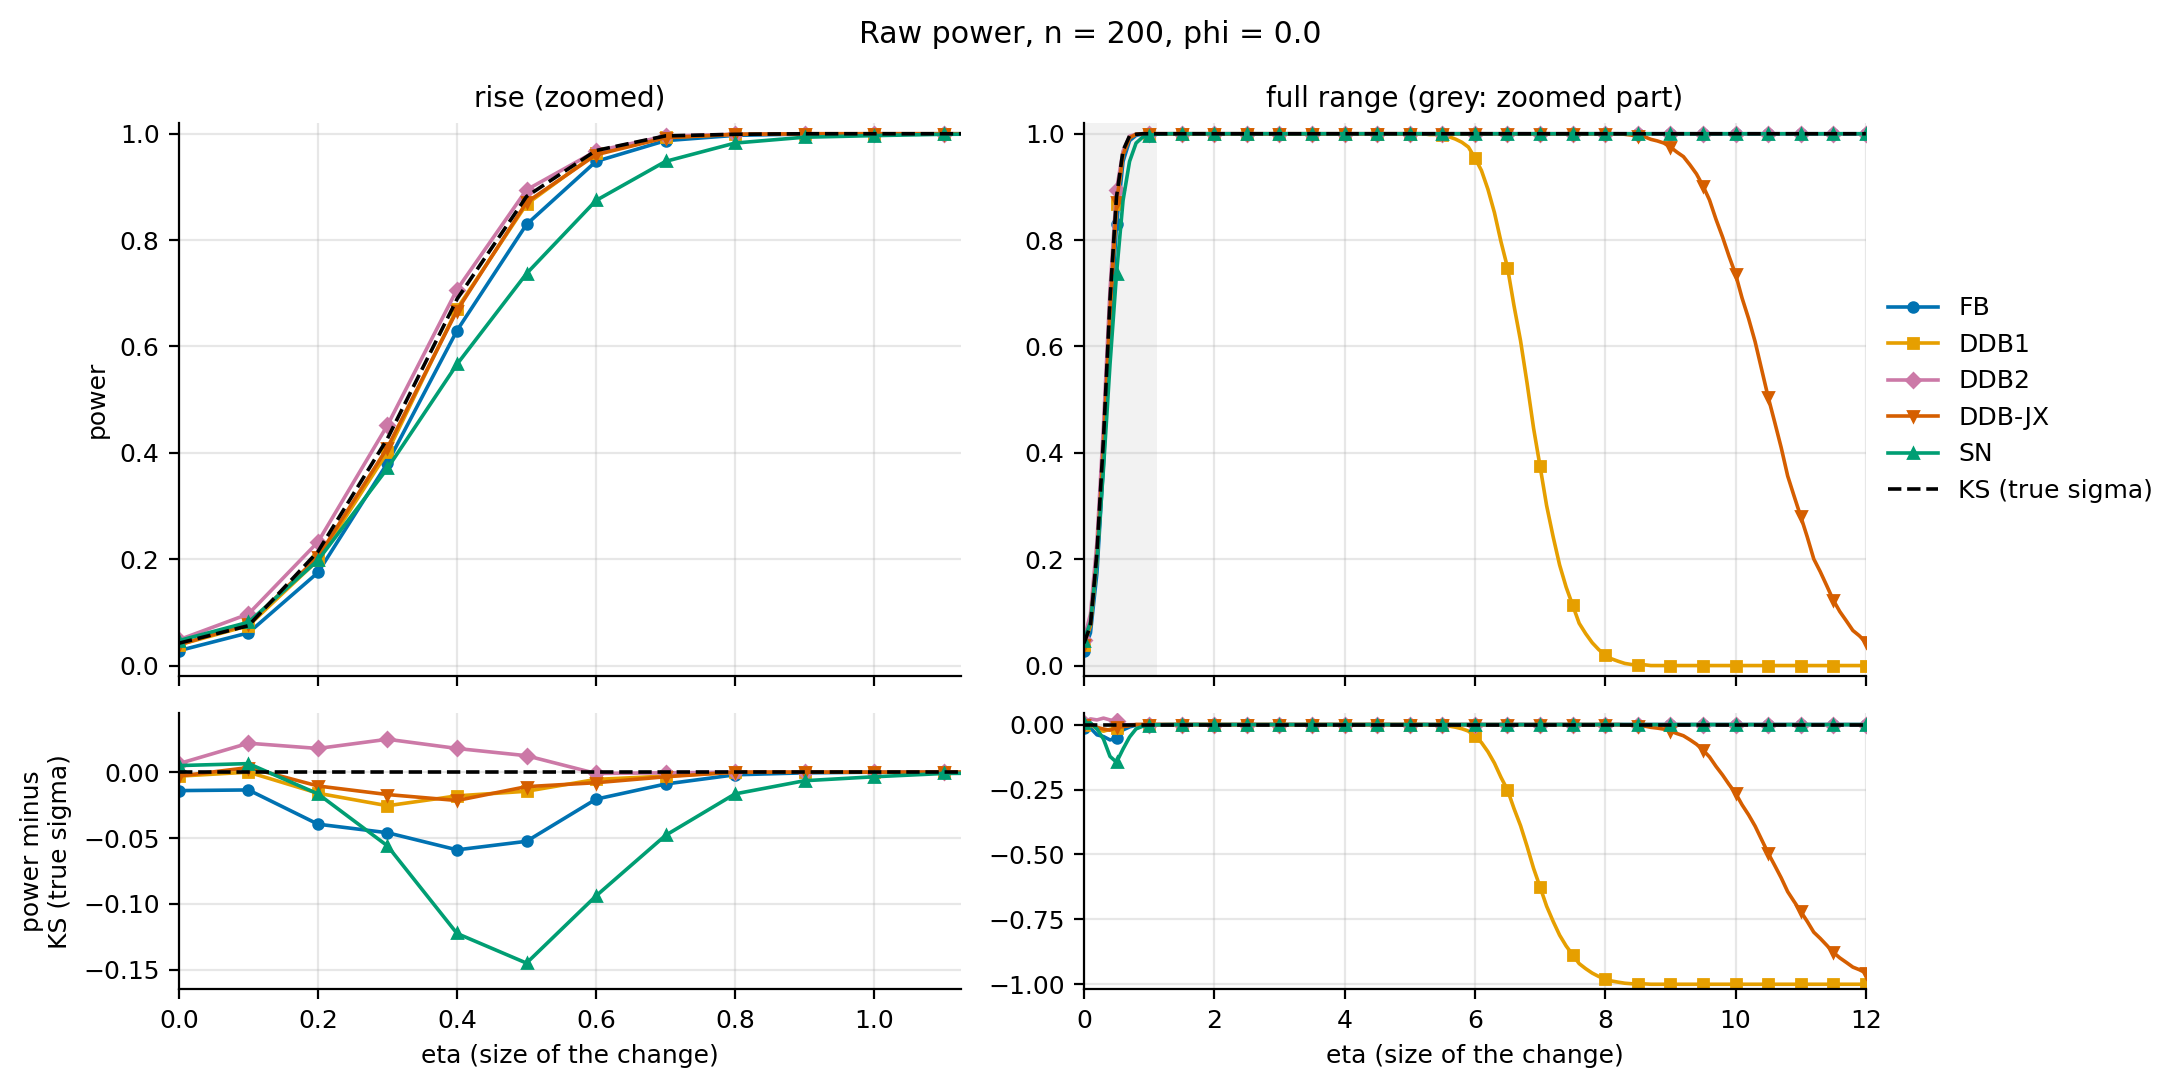 Raw power, n = 200, phi = 0.0
rise (zoomed)
1.0
0.8
0.6
0.4
0.2
0.0
power
full range (grey: zoomed part)
1.0
0.8
0.6
0.4
0.2
0.0
FB
DDB1
DDB2
DDB-JX
SN
KS (true sigma)
0.00
−0.05
−0.10
−0.15
power minus
KS (true sigma)
0.0 0.2 0.4 0.6 0.8 1.0
eta (size of the change)
0.00
−0.25
−0.50
−0.75
−1.00
0 2 4 6 8 10 12
eta (size of the change)